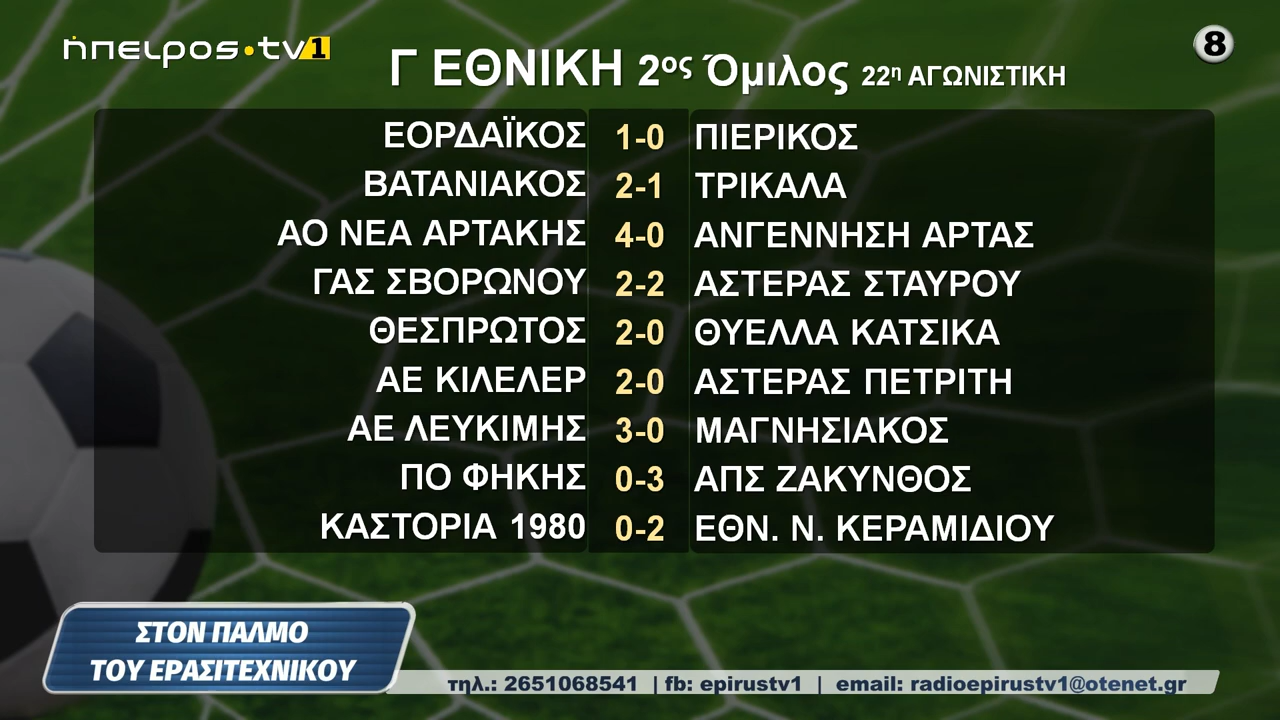 ήπειρος•tv1
8
Γ ΕΘΝΙΚΗ 2ος Όμιλος 22η ΑΓΩΝΙΣΤΙΚΗ
ΕΟΡΔΑΪΚΟΣ 1-0 ΠΙΕΡΙΚΟΣ
ΒΑΤΑΝΙΑΚΟΣ 2-1 ΤΡΙΚΑΛΑ
ΑΟ ΝΕΑ ΑΡΤΑΚΗΣ 4-0 ΑΝΓΕΝΝΗΣΗ ΑΡΤΑΣ
ΓΑΣ ΣΒΟΡΩΝΟΥ 2-2 ΑΣΤΕΡΑΣ ΣΤΑΥΡΟΥ
ΘΕΣΠΡΩΤΟΣ 2-0 ΘΥΕΛΛΑ ΚΑΤΣΙΚΑ
ΑΕ ΚΙΛΕΛΕΡ 2-0 ΑΣΤΕΡΑΣ ΠΕΤΡΙΤΗ
ΑΕ ΛΕΥΚΙΜΗΣ 3-0 ΜΑΓΝΗΣΙΑΚΟΣ
ΠΟ ΦΗΚΗΣ 0-3 ΑΠΣ ΖΑΚΥΝΘΟΣ
ΚΑΣΤΟΡΙΑ 1980 0-2 ΕΘΝ. Ν. ΚΕΡΑΜΙΔΙΟΥ
ΣΤΟΝ ΠΑΛΜΟ
ΤΟΥ ΕΡΑΣΙΤΕΧΝΙΚΟΥ
τηλ.: 2651068541 | fb: epirustv1 | email: radioepirustv1@otenet.gr